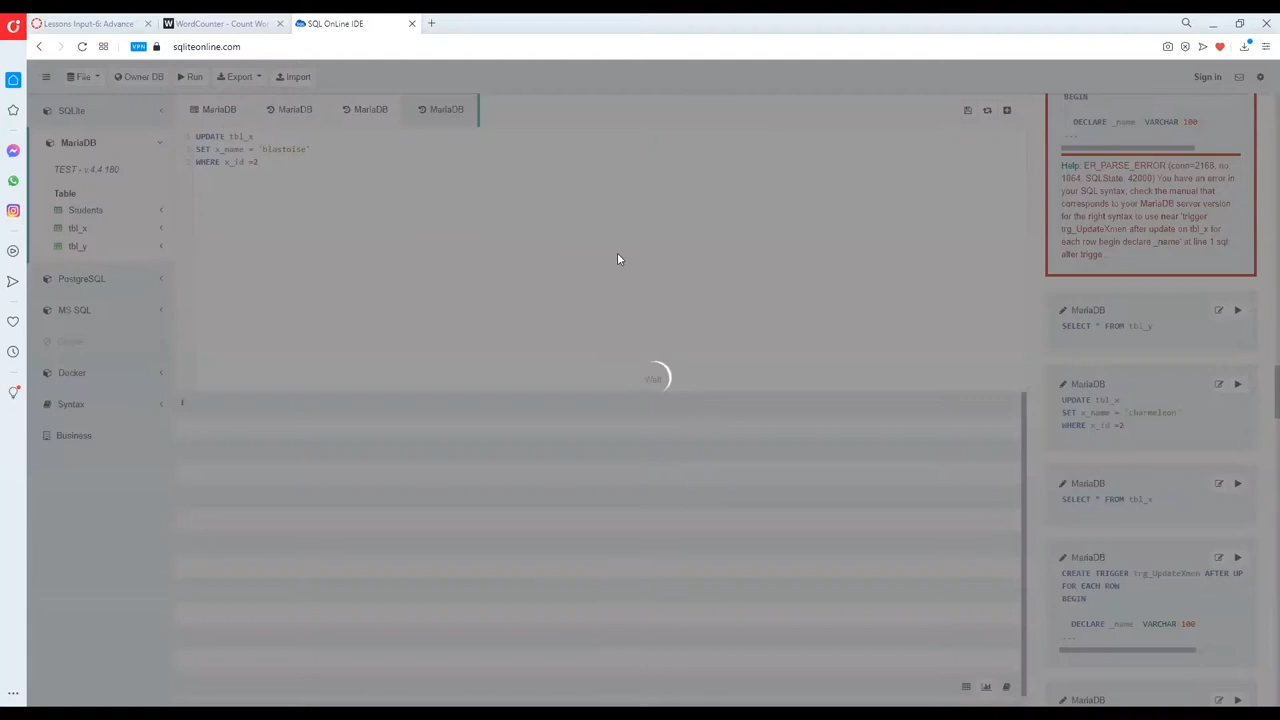 Lessons Input-6: Advance
WordCounter - Count Wo
SQL Online IDE
VPN
sqliteonline.com
File
Owner DB
Run
Export
Import
Sign in
SQLite
MariaDB
TEST - v.4.4.180
Table
Students
tbl_x
tbl_y
PostgreSQL
MS SQL
Docker
Syntax
Business
MariaDB
MariaDB
MariaDB
MariaDB
UPDATE tbl_x
SET x_name = 'blastoise'
WHERE x_id =2
Wait
BEGIN
DECLARE _name VARCHAR 100
...
Help: ER_PARSE_ERROR (conn=2166, no:
1064, SQLState: 42000) You have an error in
your SQL syntax; check the manual that
corresponds to your MariaDB server version
for the right syntax to use near 'trigger
trg_UpdateXmen after update on tbl_x for
each row begin declare _name' at line 1 sql:
alter trigge...
MariaDB
SELECT * FROM tbl_y
MariaDB
UPDATE tbl_x
SET x_name = 'charmeleon'
WHERE x_id =2
MariaDB
SELECT * FROM tbl_x
MariaDB
CREATE TRIGGER trg_UpdateXmen AFTER UP
FOR EACH ROW
BEGIN
DECLARE _name VARCHAR 100
...
MariaDB